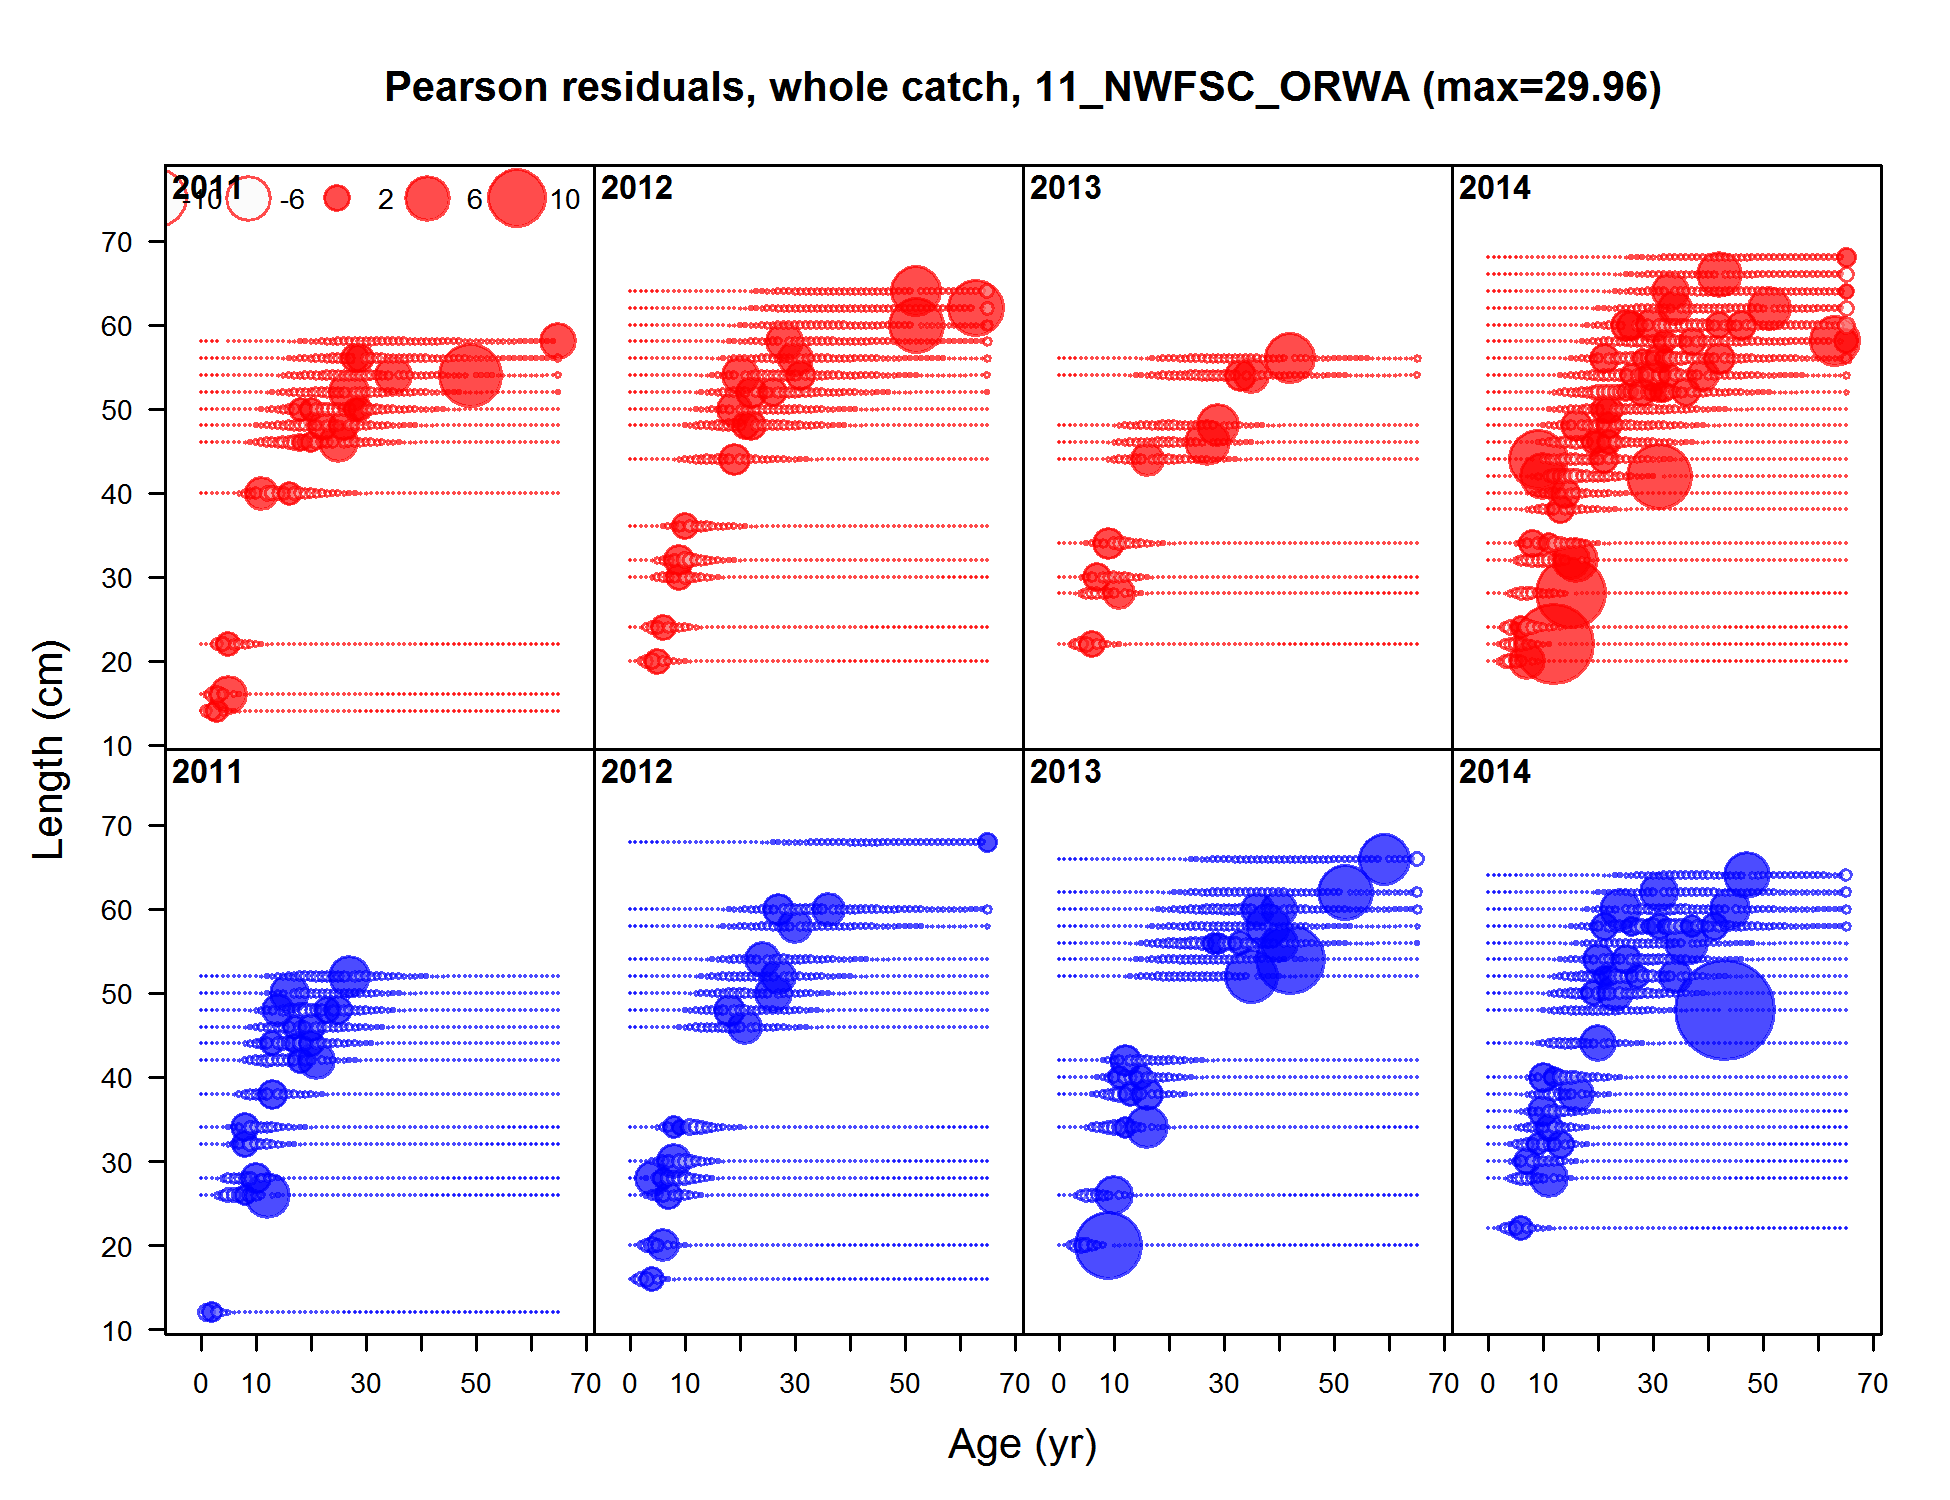 Pearson residuals, whole catch, 11_NWFSC_ORWA (max=29.96)
2011 -10 -6 2 6 10 2012 2013 2014
70
60
50
40
30
20
10
Length (cm)
2011 2012 2013 2014
70
60
50
40
30
20
10
0 10 30 50 70 0 10 30 50 70 0 10 30 50 70 0 10 30 50 70
Age (yr)